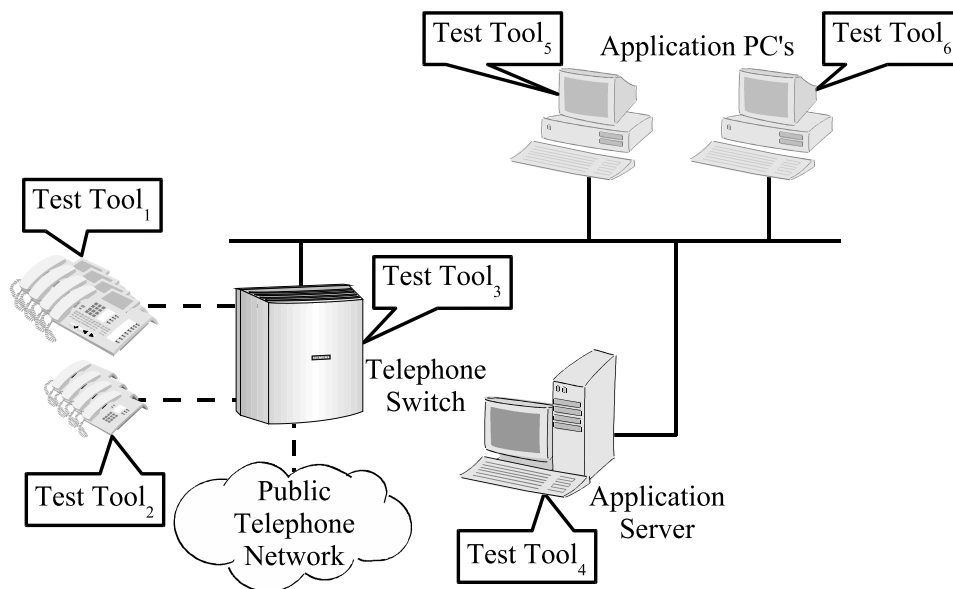 Test Tool5
Application PC's
Test Tool6
Test Tool1
Test Tool3
Telephone
Switch
Test Tool2
Public
Telephone
Network
Application
Server
Test Tool4
SIEMENS